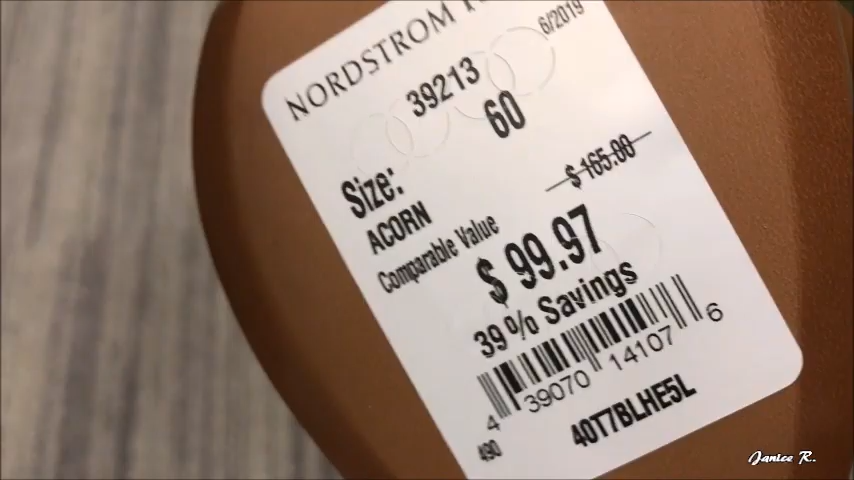 NORDSTROM
6/2019
39213
60
Size:
ACORN
$ 165.00
Comparable Value
$ 99.97
39% Savings
4 39070 14107 6
490
40T7BLHE5L
Janice R.